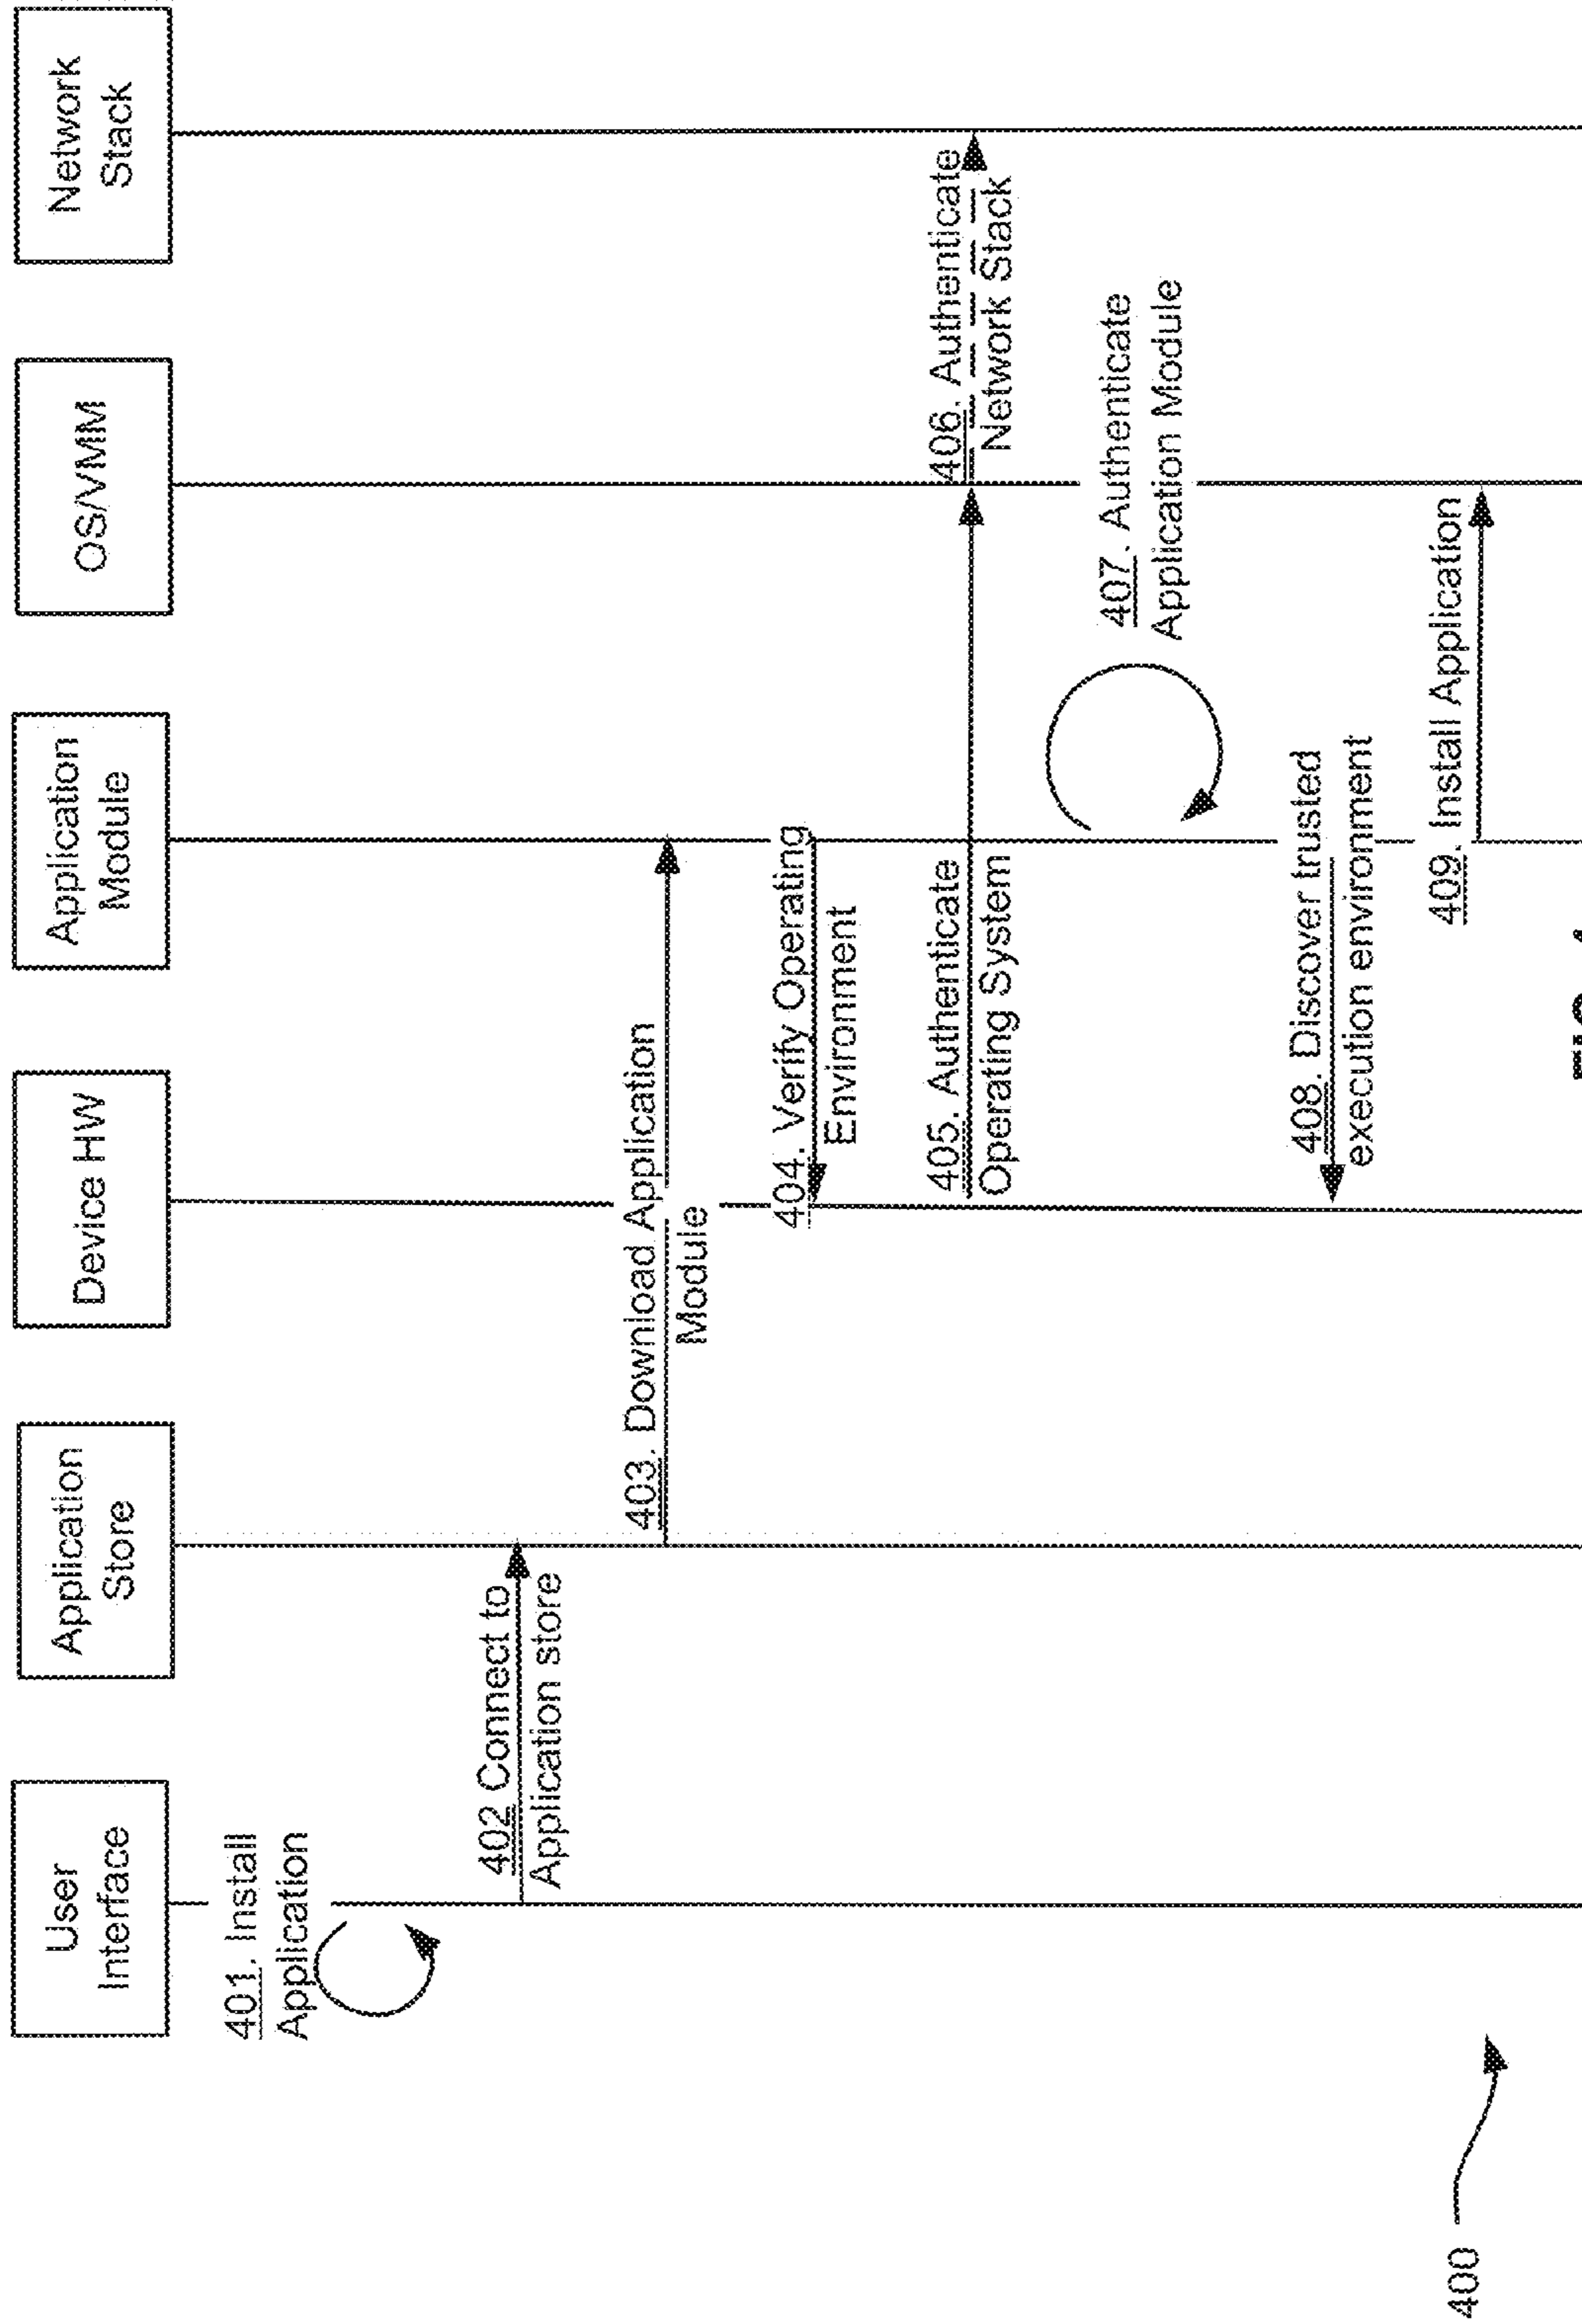 User
Interface
Application
Store
Device HW
Application
Module
OS/VMM
Network
Stack
401. Install
Application
402 Connect to
Application store
403. Download Application
Module
404. Verify Operating
Environment
405. Authenticate
Operating System
406. Authenticate
Network Stack
407. Authenticate
Application Module
408. Discover trusted
execution environment
409. Install Application
400